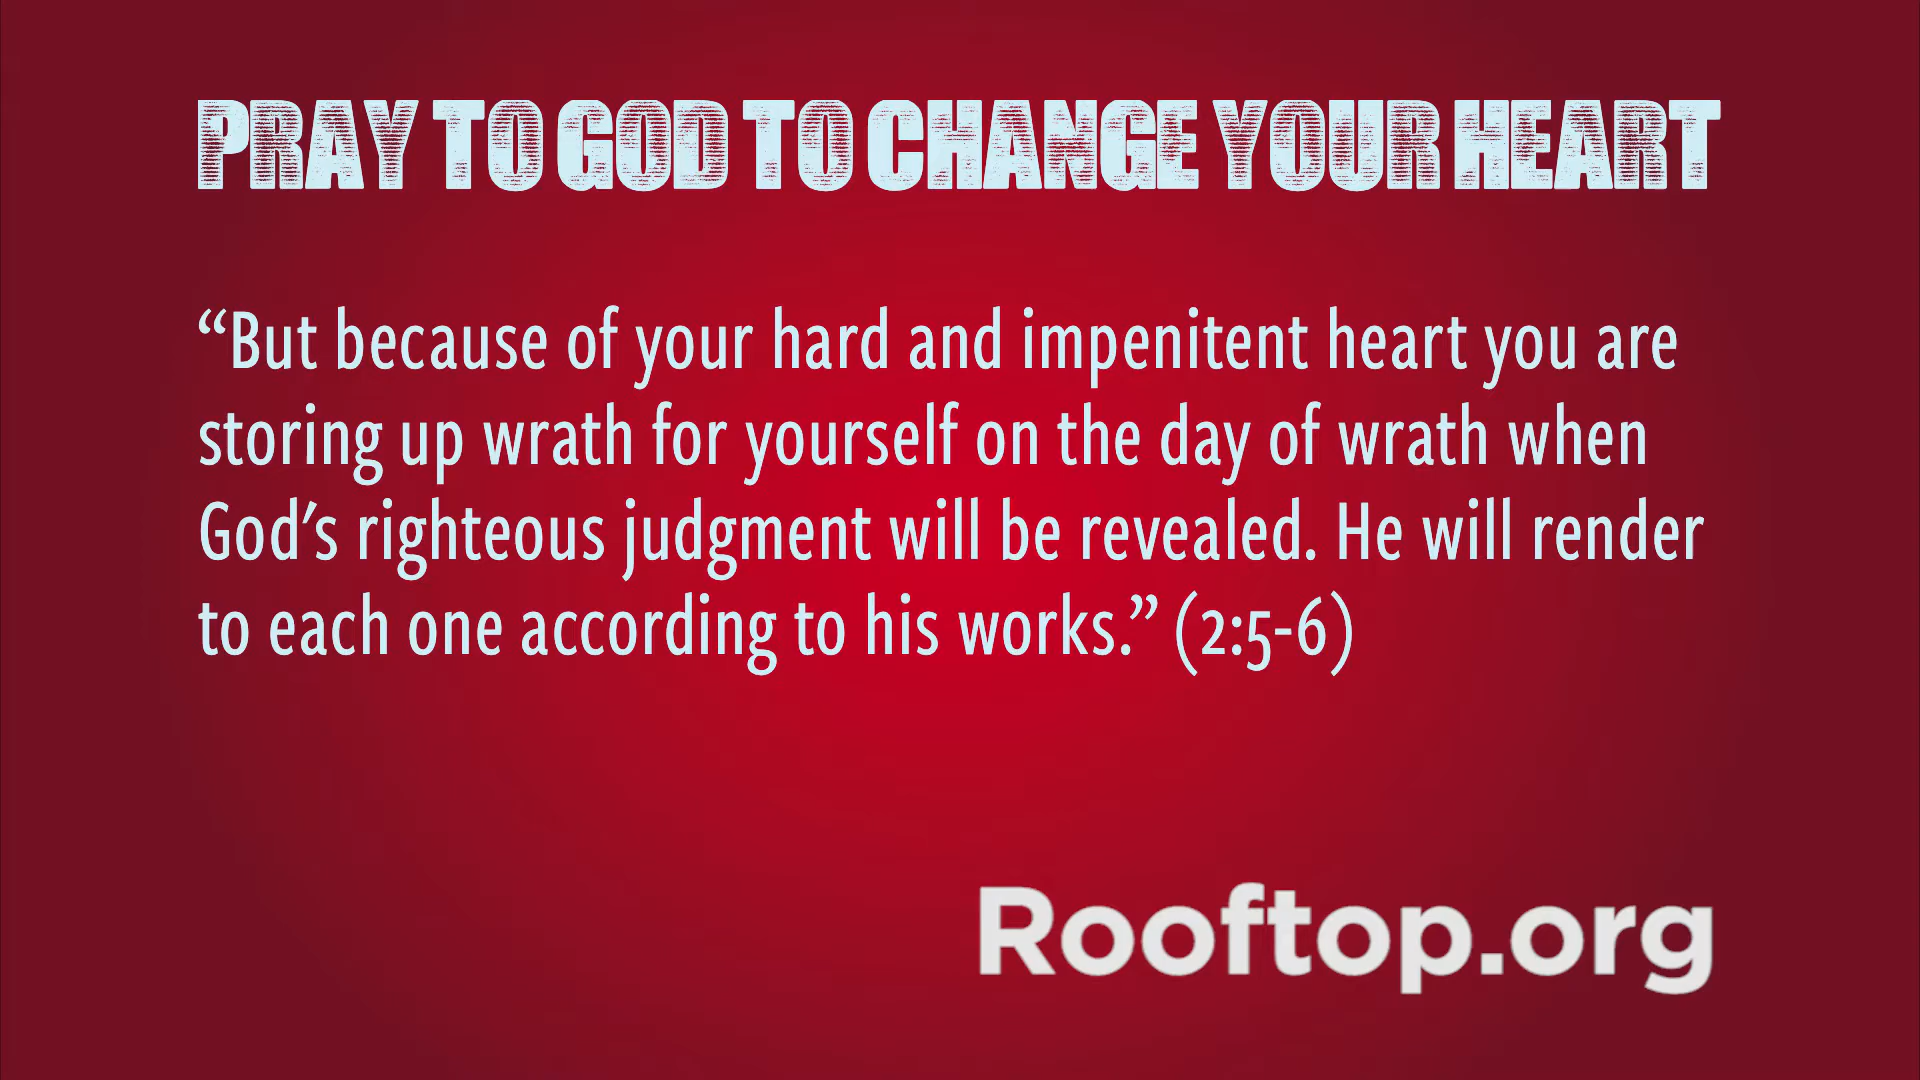 PRAY TO GOD TO CHANGE YOUR HEART
“But because of your hard and impenitent heart you are
storing up wrath for yourself on the day of wrath when
God’s righteous judgment will be revealed. He will render
to each one according to his works.” (2:5-6)
Rooftop.org